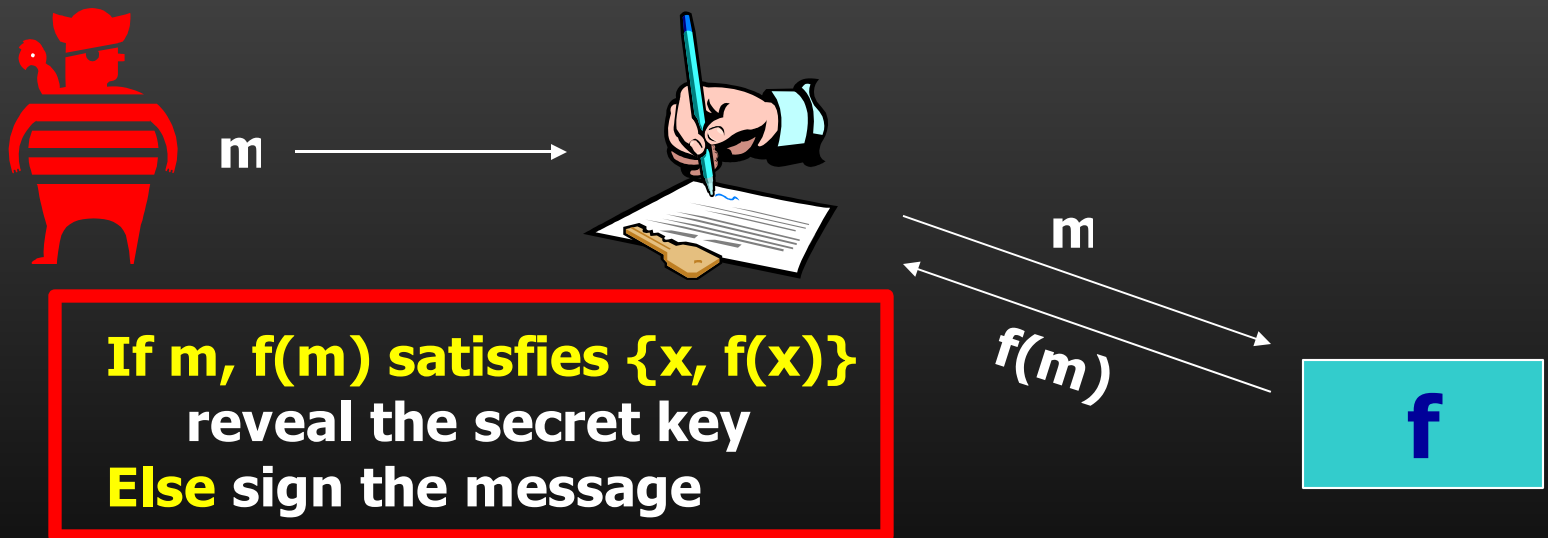 m
m
f(m)
f
If m, f(m) satisfies {x, f(x)}
reveal the secret key
Else sign the message